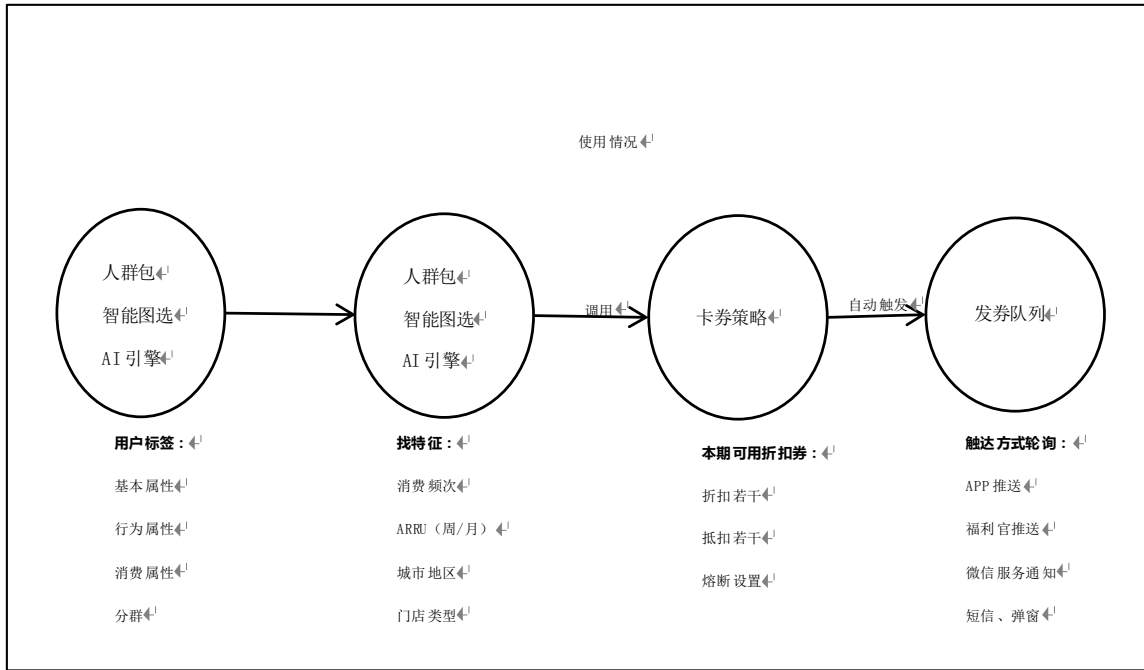 使用情况
人群包
智能图选
AI引擎
人群包
智能图选
AI引擎
调用
卡券策略
自动触发
发券队列
用户标签：
基本属性
行为属性
消费属性
分群
找特征：
消费频次
ARRU（周/月）
城市地区
门店类型
本期可用折扣券：
折扣若干
抵扣若干
熔断设置
触达方式轮询：
APP推送
福利官推送
微信服务通知
短信、弹窗